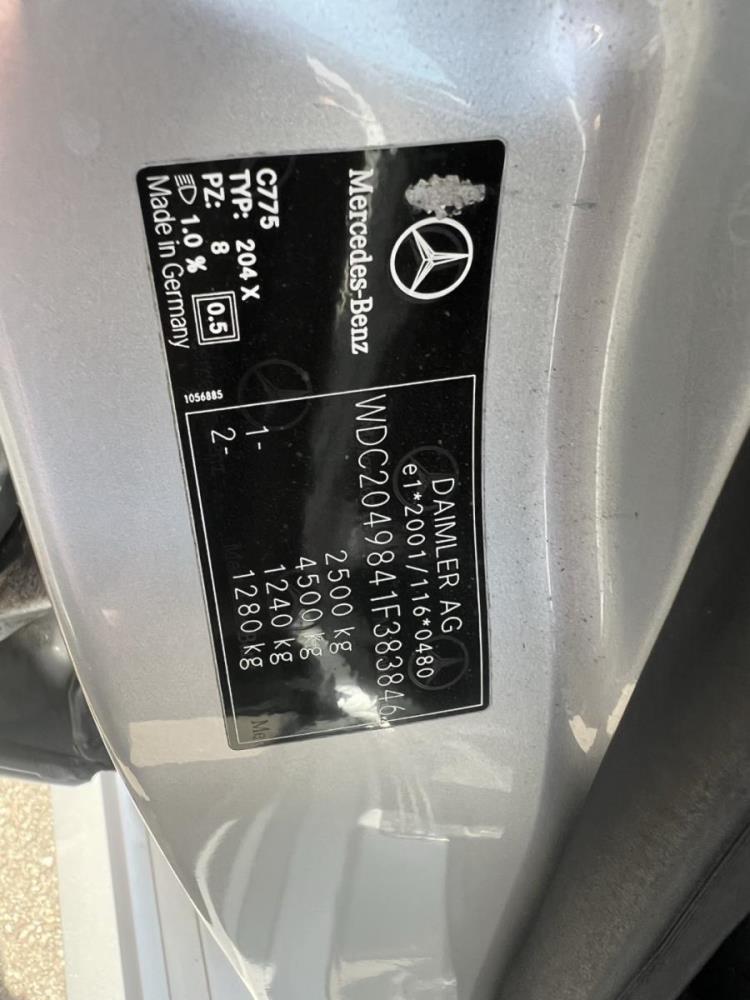 Mercedes-Benz
C775
TYP: 204 X
PZ: 8
1.0 %
0.5
Made in Germany
1056885
DAIMLER AG
e1*2001/116*0480
WDC2049841F383846
2500 kg
4500 kg
1- 1240 kg
2- 1280 kg